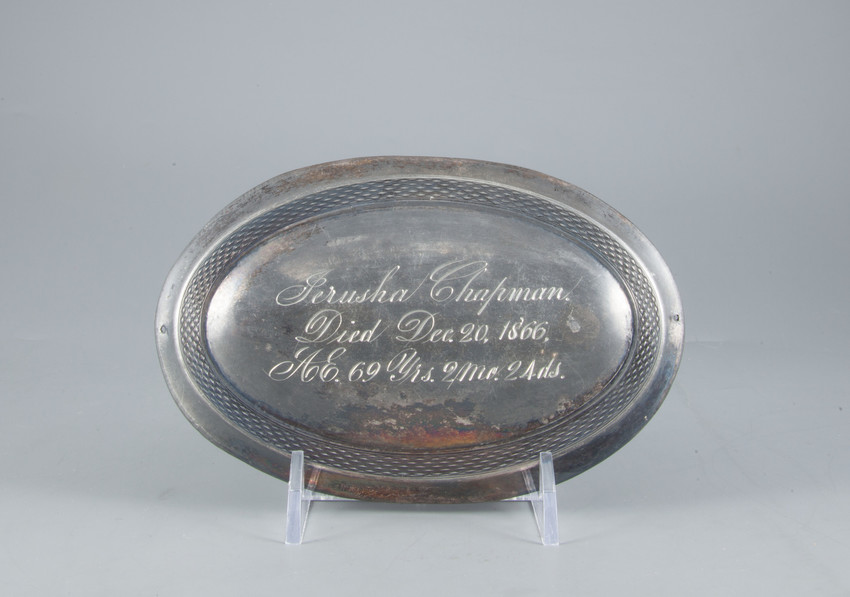 Jerusha Chapman.
Died Dec. 20, 1866,
AE. 69 Yrs. 2 Mo. 24 ds.